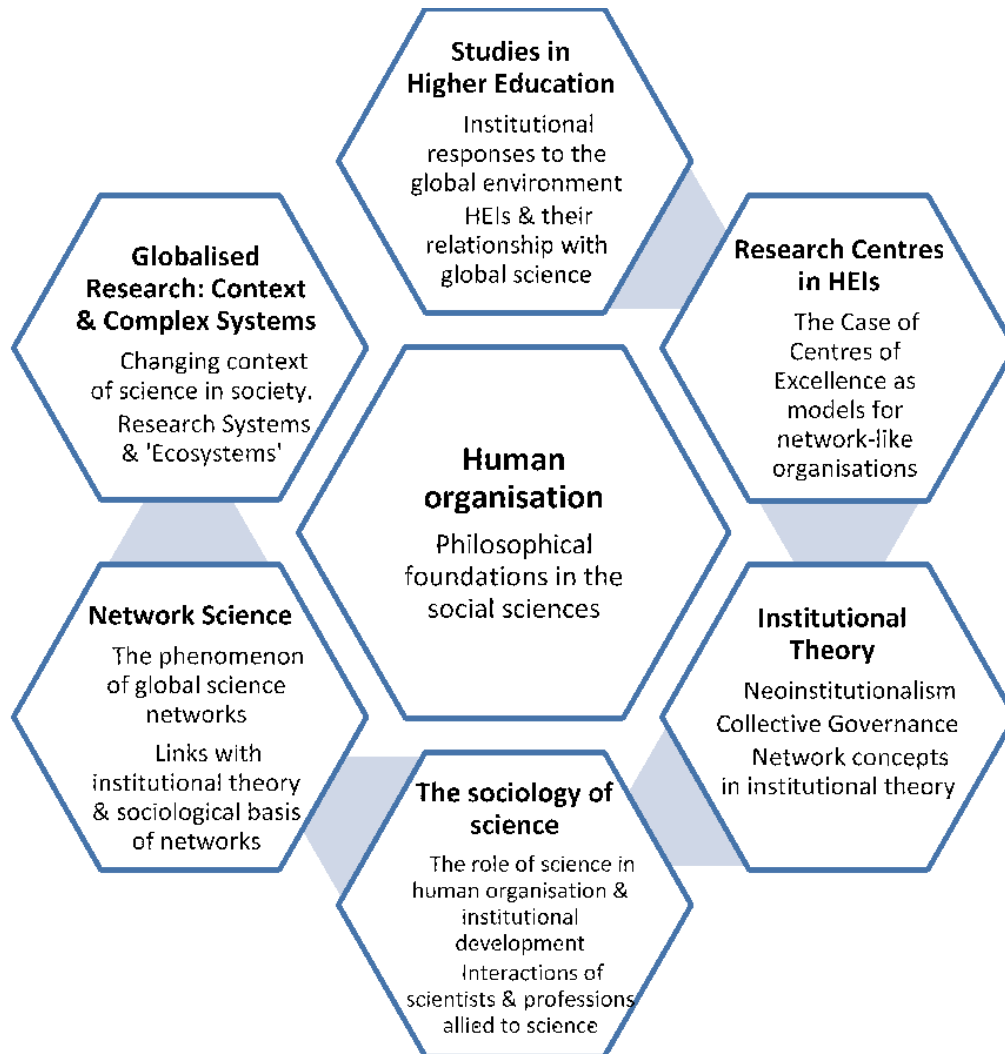 Studies in
Higher Education
Institutional
responses to the
global environment
HEIs & their
relationship with
global science
Globalised
Research: Context
& Complex Systems
Changing context
of science in society.
Research Systems
& 'Ecosystems'
Research Centres
in HEIs
The Case of
Centres of
Excellence as
models for
network-like
organisations
Human
organisation
Philosophical
foundations in the
social sciences
Network Science
The phenomenon
of global science
networks
Links with
institutional theory
& sociological basis
of networks
Institutional
Theory
Neoinstitutionalism
Collective Governance
Network concepts
in institutional theory
The sociology of
science
The role of science in
human organisation &
institutional
development
Interactions of
scientists & professions
allied to science